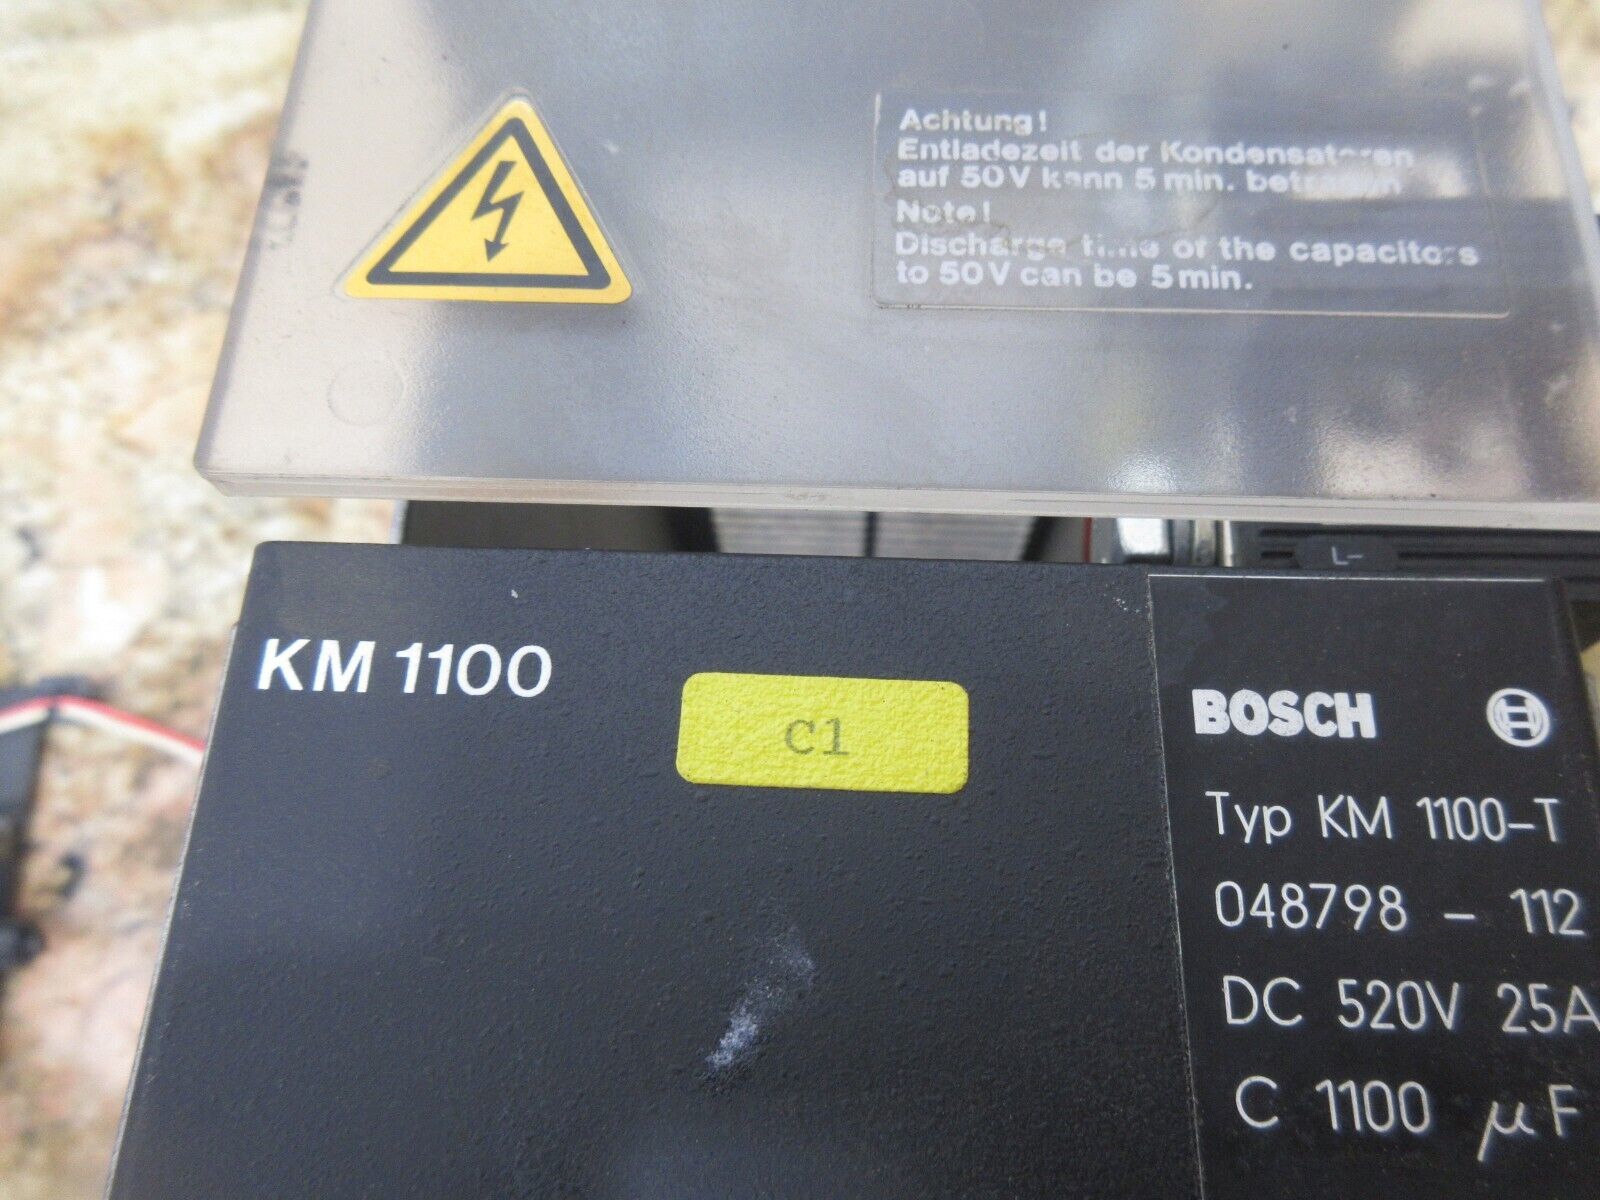 Achtung!
Entladezeit der Kondensatoren
auf 50V kann 5 min. betragen
Note!
Discharge time of the capacitors
to 50V can be 5 min.
L-
KM 1100
C1
BOSCH
Typ KM 1100-T
048798 - 112
DC 520V 25A
C 1100 µF